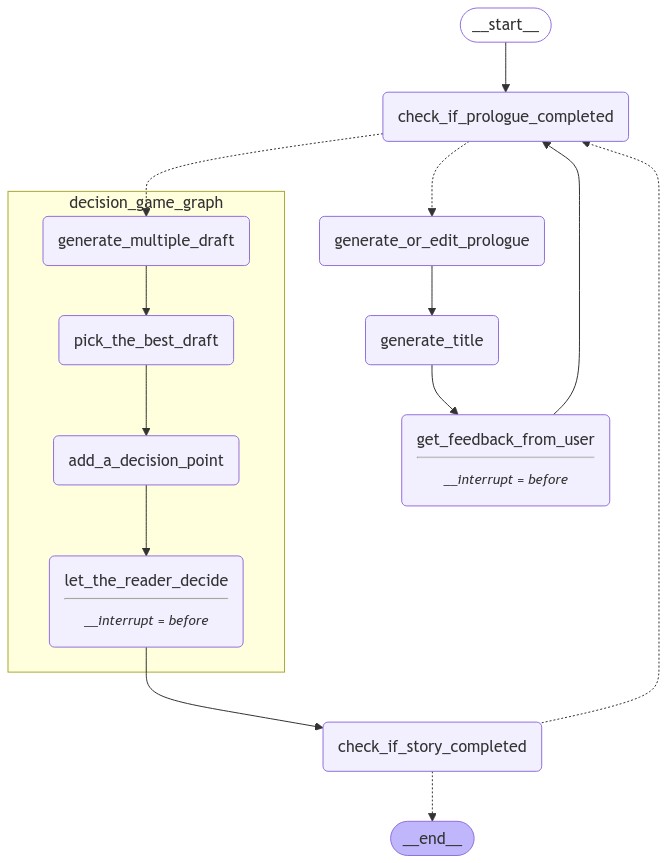 __start__
check_if_prologue_completed
decision_game_graph
generate_multiple_draft
generate_or_edit_prologue
pick_the_best_draft
generate_title
get_feedback_from_user
__interrupt = before
add_a_decision_point
let_the_reader_decide
__interrupt = before
check_if_story_completed
__end__